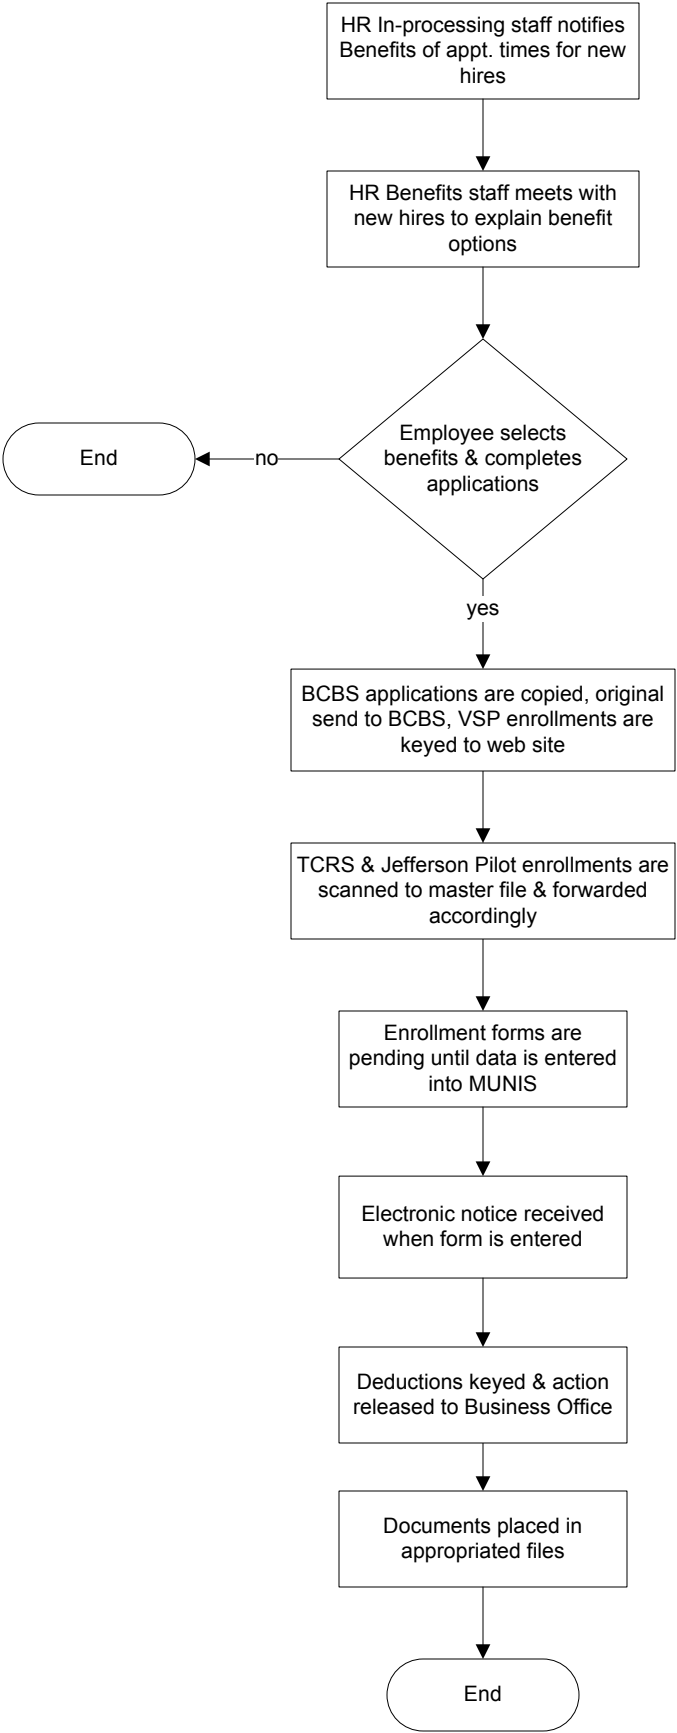 HR In-processing staff notifies
Benefits of appt. times for new
hires
HR Benefits staff meets with
new hires to explain benefit
options
Employee selects
benefits & completes
applications
no
End
yes
BCBS applications are copied, original
send to BCBS, VSP enrollments are
keyed to web site
TCRS & Jefferson Pilot enrollments are
scanned to master file & forwarded
accordingly
Enrollment forms are
pending until data is entered
into MUNIS
Electronic notice received
when form is entered
Deductions keyed & action
released to Business Office
Documents placed in
appropriated files
End